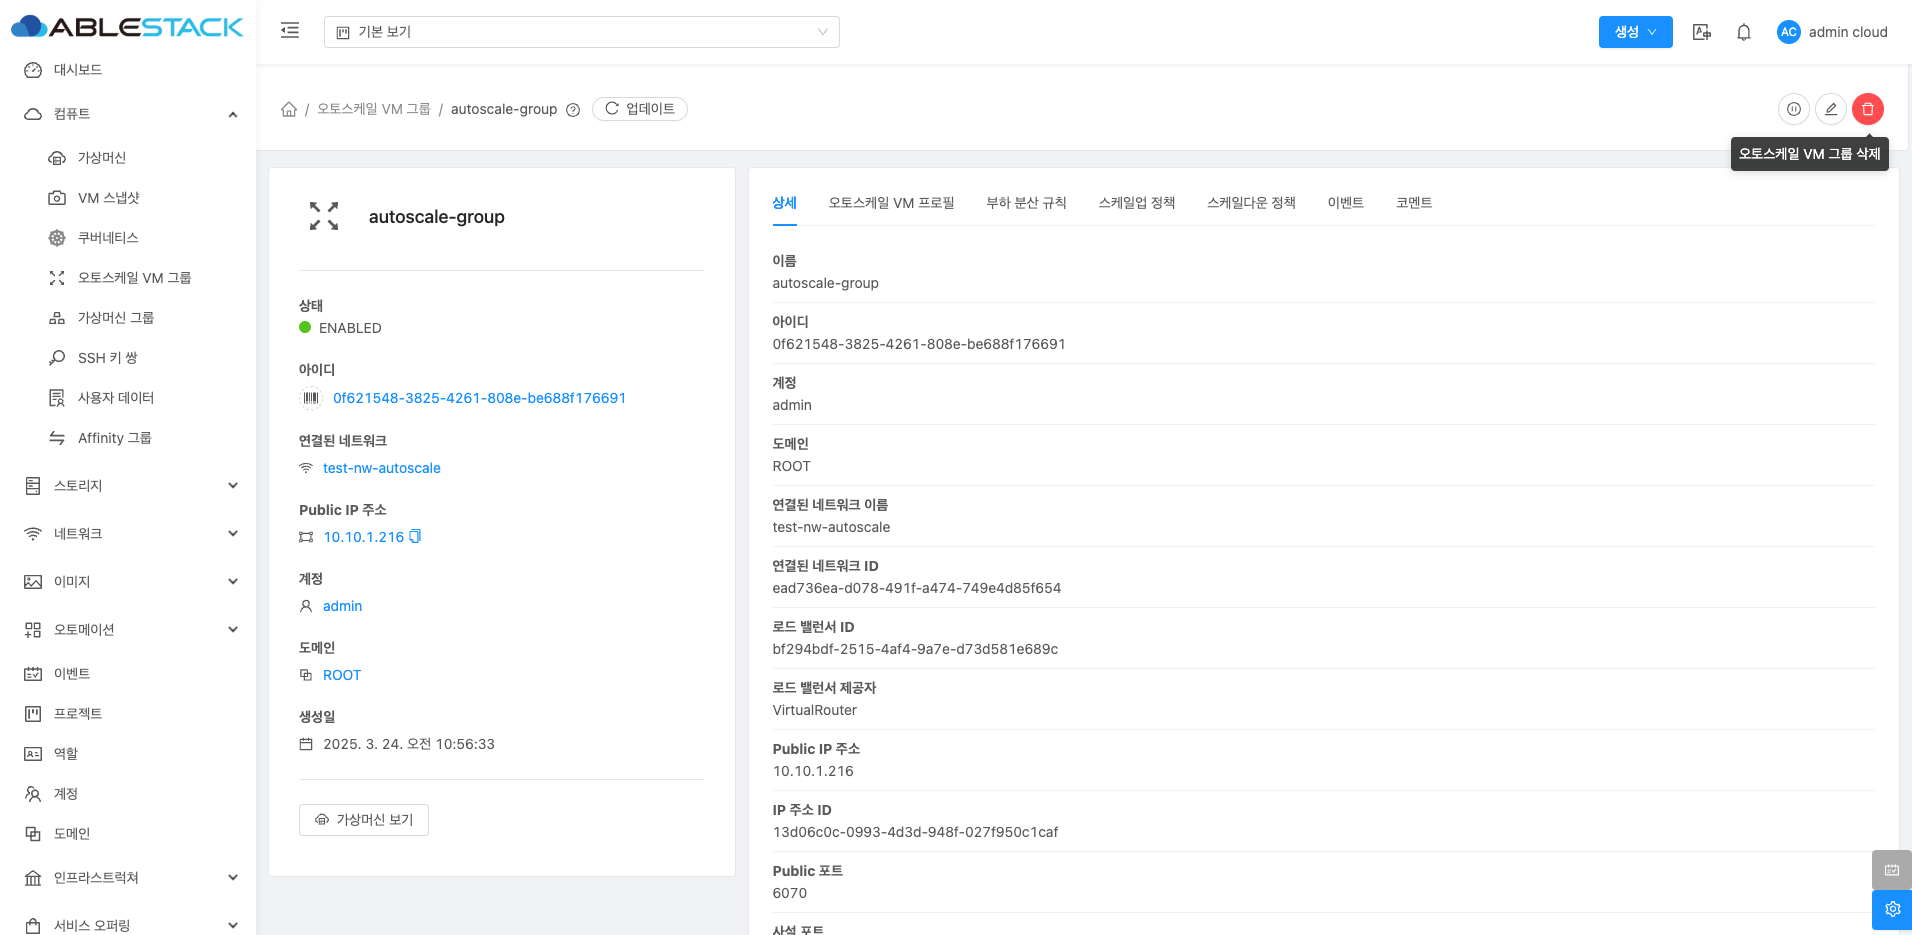 ABLESTACK
기본 보기
생성
admin cloud
AC
대시보드
컴퓨트
가상머신
VM 스냅샷
쿠버네티스
오토스케일 VM 그룹
가상머신 그룹
SSH 키 쌍
사용자 데이터
Affinity 그룹
스토리지
네트워크
이미지
오토메이션
이벤트
프로젝트
역할
계정
도메인
인프라스트럭쳐
서비스 오퍼링
/ 오토스케일 VM 그룹 / autoscale-group
업데이트
오토스케일 VM 그룹 삭제
autoscale-group
상태
ENABLED
아이디
0f621548-3825-4261-808e-be688f176691
연결된 네트워크
test-nw-autoscale
Public IP 주소
10.10.1.216
계정
admin
도메인
ROOT
생성일
2025. 3. 24. 오전 10:56:33
가상머신 보기
상세 오토스케일 VM 프로필 부하 분산 규칙 스케일업 정책 스케일다운 정책 이벤트 코멘트
이름
autoscale-group
아이디
0f621548-3825-4261-808e-be688f176691
계정
admin
도메인
ROOT
연결된 네트워크 이름
test-nw-autoscale
연결된 네트워크 ID
ead736ea-d078-491f-a474-749e4d85f654
로드 밸런서 ID
bf294bdf-2515-4af4-9a7e-d73d581e689c
로드 밸런서 제공자
VirtualRouter
Public IP 주소
10.10.1.216
IP 주소 ID
13d06c0c-0993-4d3d-948f-027f950c1caf
Public 포트
6070
사설 포트